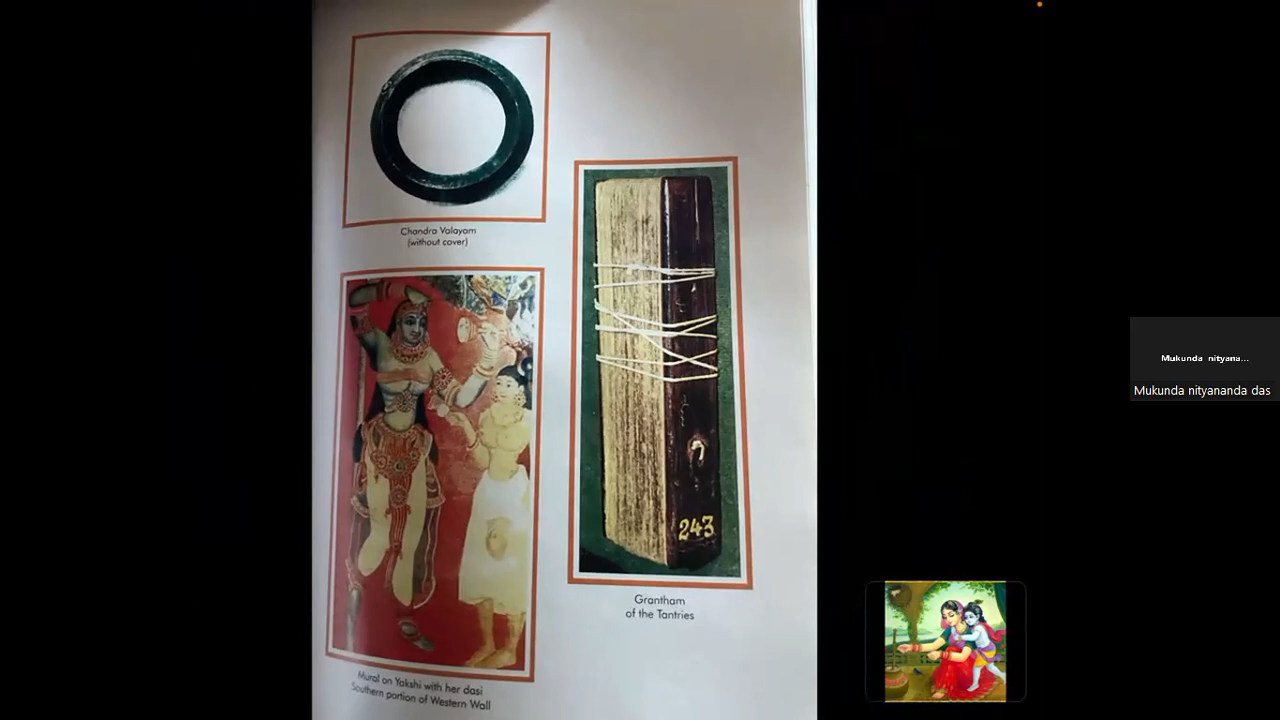 Chandra Valayam
(without cover)
243
Grantham
of the Tantries
Mural on Yakshi with her dasi
Southern portion of Western Wall
Mukunda nityana...
Mukunda nityananda das